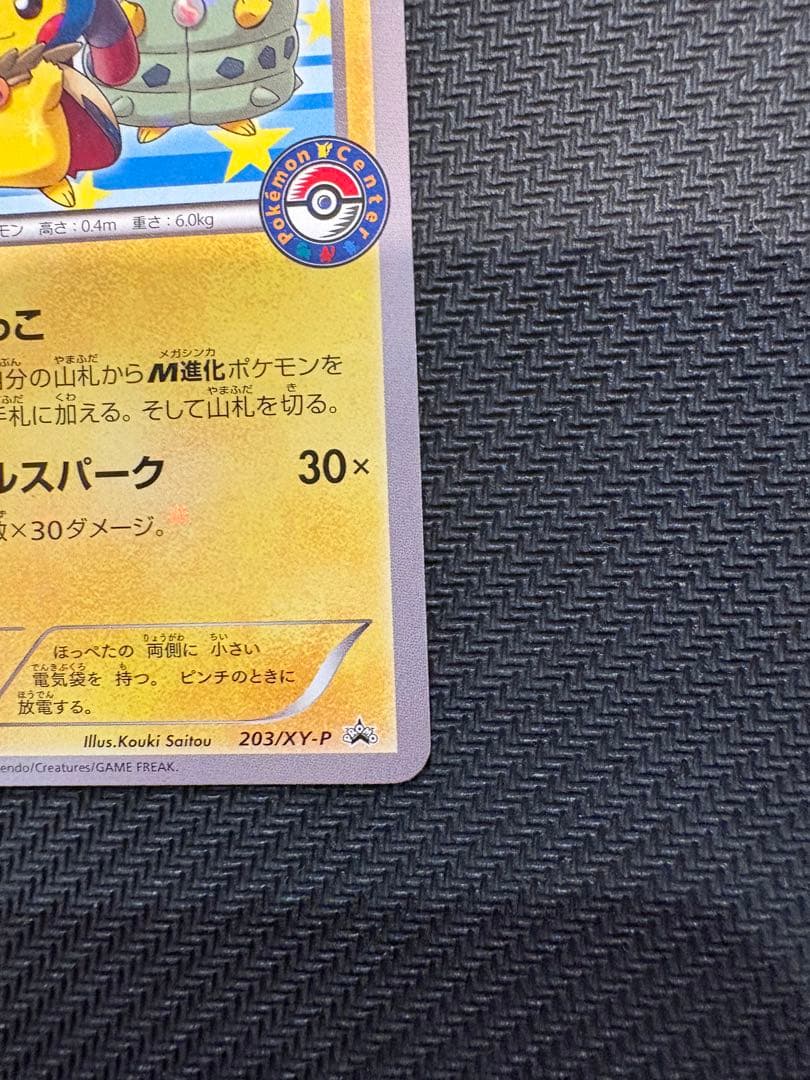 Pokémon Center
モン 高さ:0.4m 重さ:6.0kg
っこ
分の山札からM進化ポケモンを
手札に加える。そして山札を切る。
ルスパーク 30×
数×30ダメージ。
ほっぺたの 両側に 小さい
電気袋を 持つ。 ピンチのときに
放電する。
Illus.Kouki Saitou 203/XY-P PROMO
endo/Creatures/GAME FREAK.